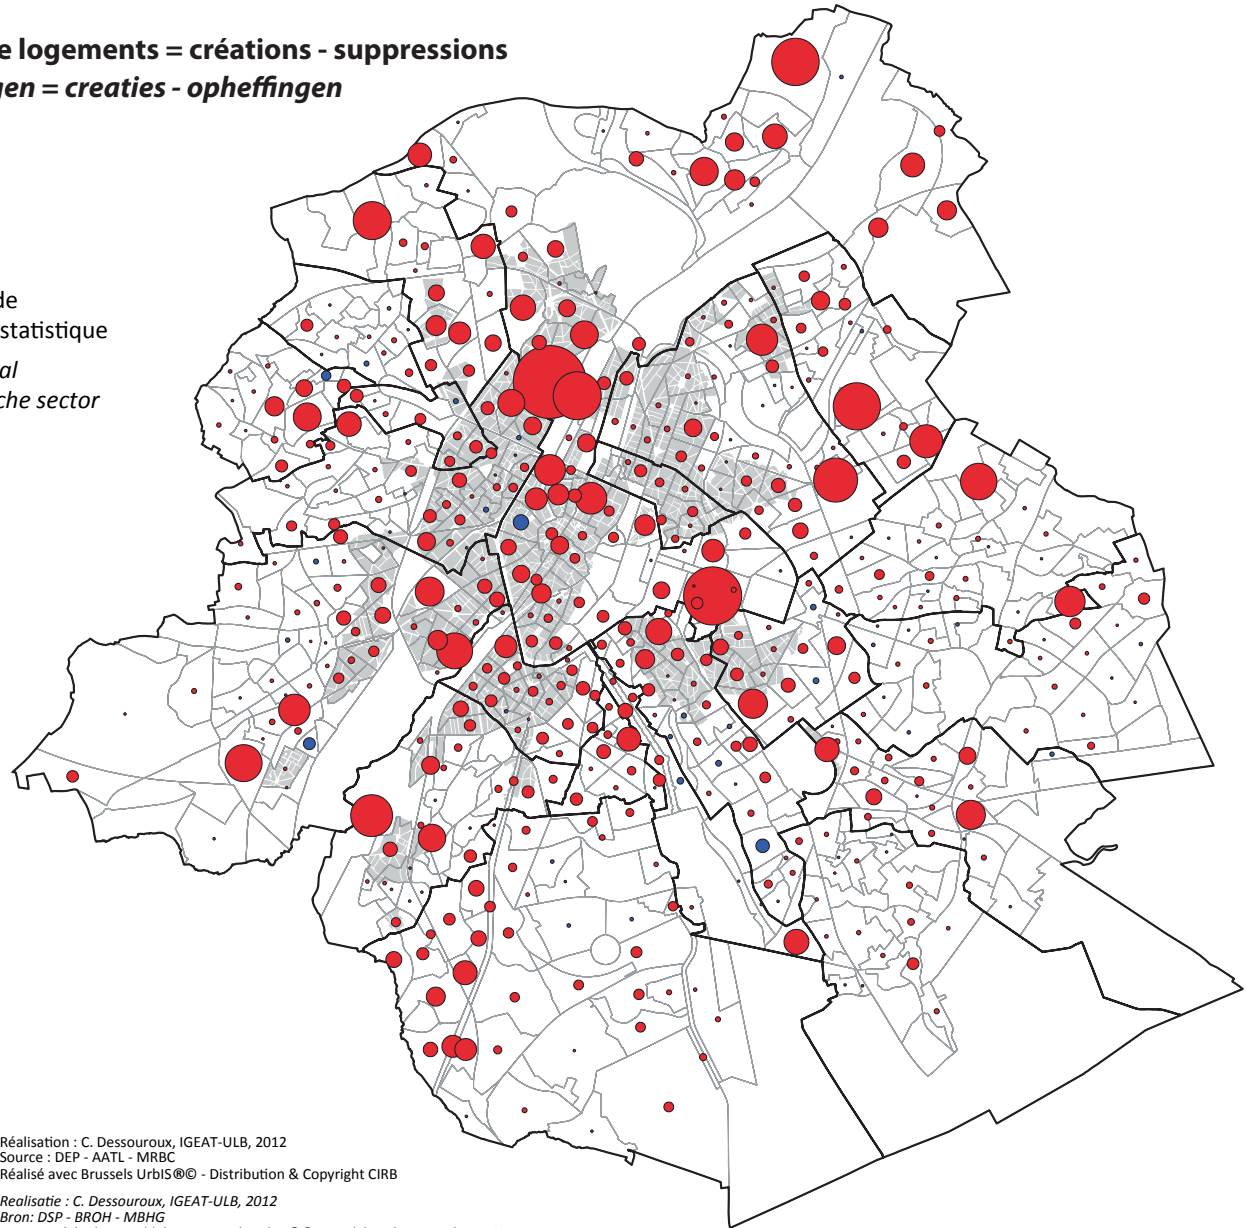 e logements = créations - suppressions
gen = creaties - opheffingen
de
statistique
al
che sector
Réalisation : C. Dessouroux, IGEAT-ULB, 2012
Source : DEP - AATL - MRBC
Réalisé avec Brussels UrbIS®© - Distribution & Copyright CIRB
Realisatie : C. Dessouroux, IGEAT-ULB, 2012
Bron: DSP - BROH - MBHG